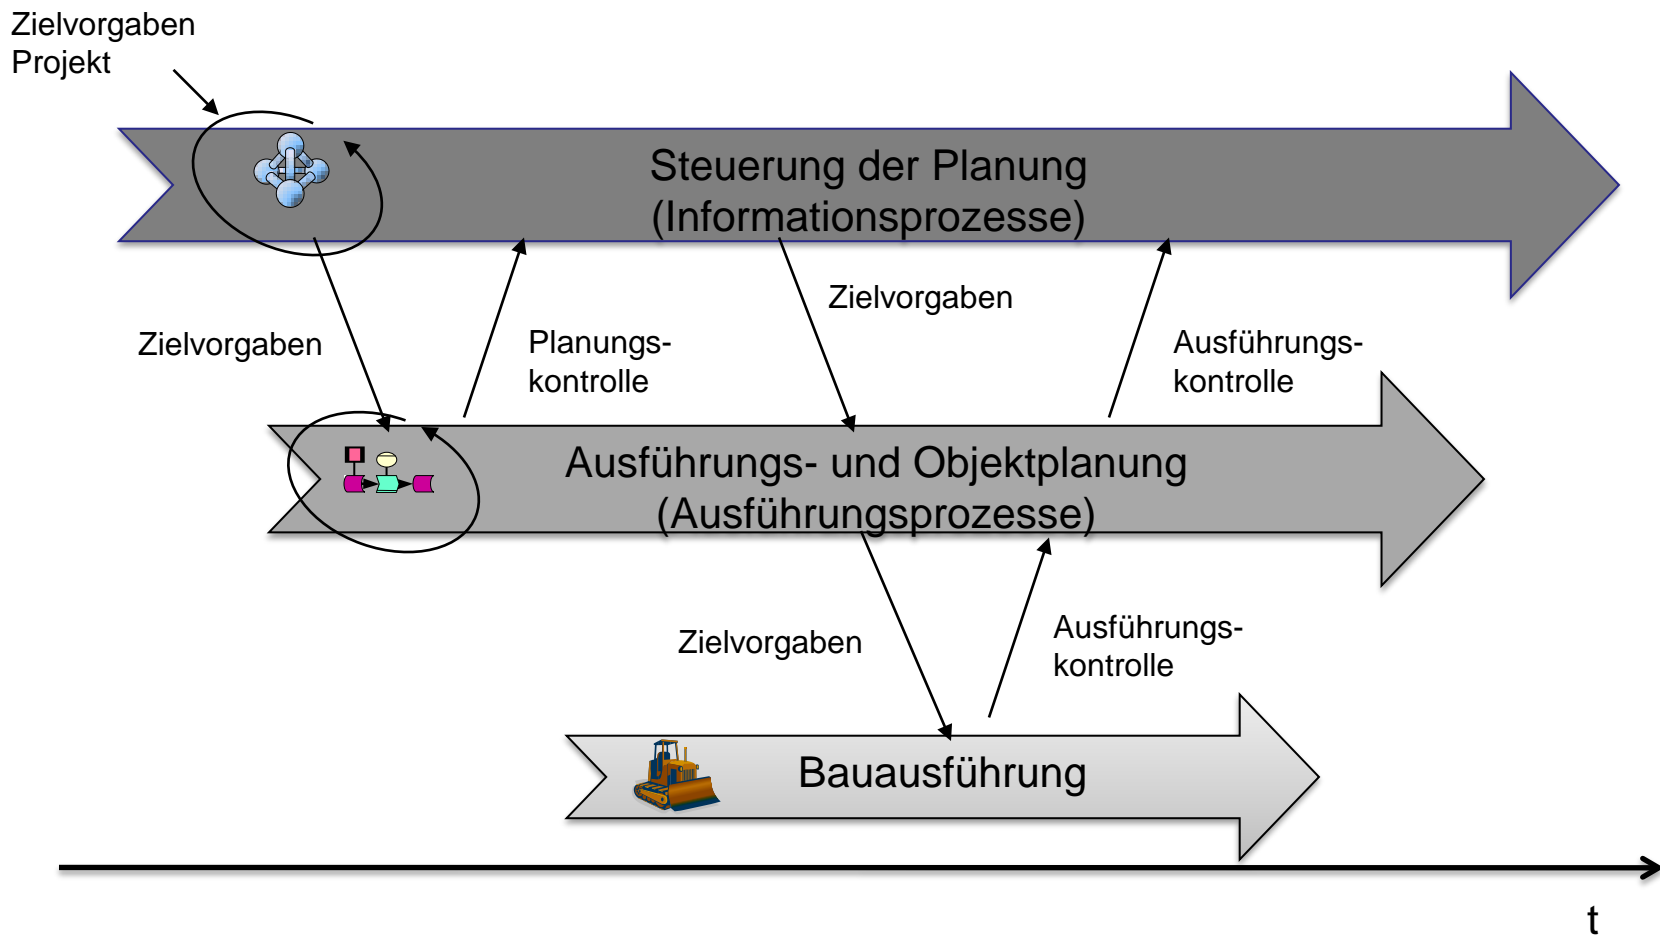 Zielvorgaben
Projekt
Steuerung der Planung
(Informationsprozesse)
Zielvorgaben
Zielvorgaben
Planungs-
kontrolle
Ausführungs-
kontrolle
Ausführungs- und Objektplanung
(Ausführungsprozesse)
Zielvorgaben
Ausführungs-
kontrolle
Bauausführung
t